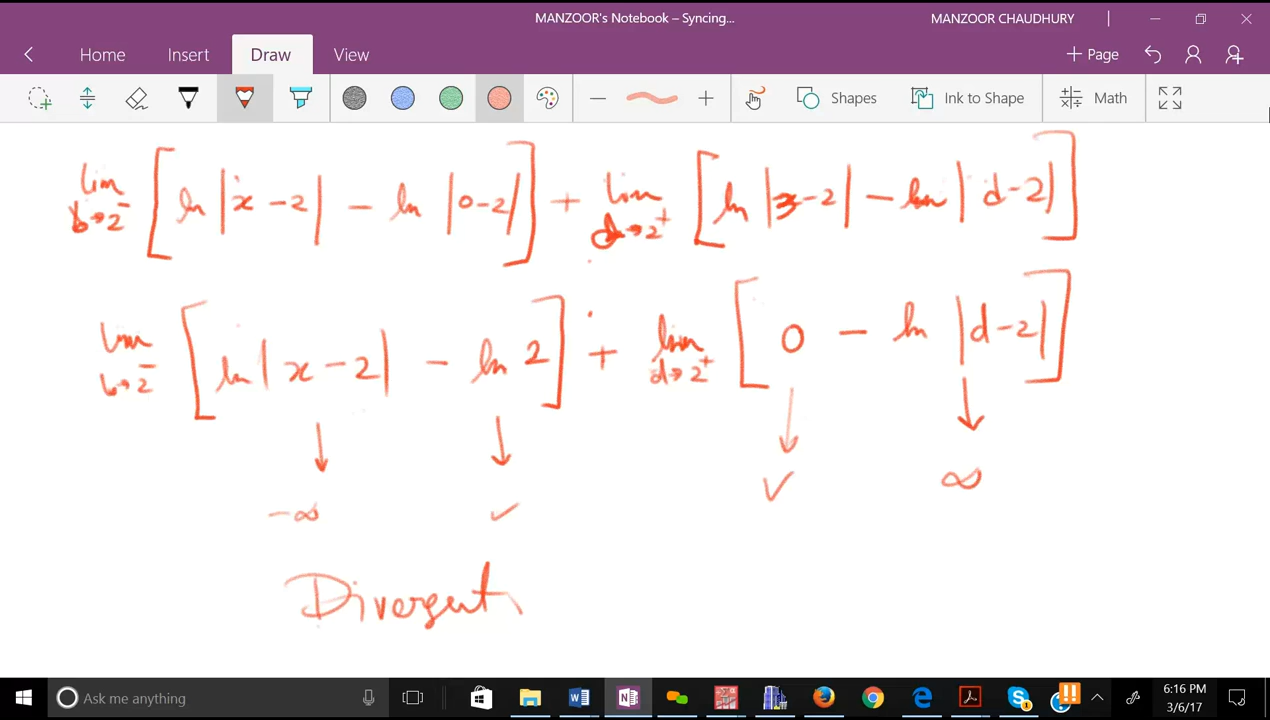 MANZOOR's Notebook – Syncing...
MANZOOR CHAUDHURY
Home Insert Draw View
Page
Shapes
Ink to Shape
Math
lim b→2⁻ [ln |x-2| - ln |0-2|] + lim d→2⁺ [ln |3-2| - ln |d-2|]
lim b→2⁻ [ln |x-2| - ln 2] + lim d→2⁺ [0 - ln |d-2|]
↓ ↓ ↓ ↓
-∞ ✓ ✓ ∞
Divergent
Ask me anything
6:16 PM
3/6/17